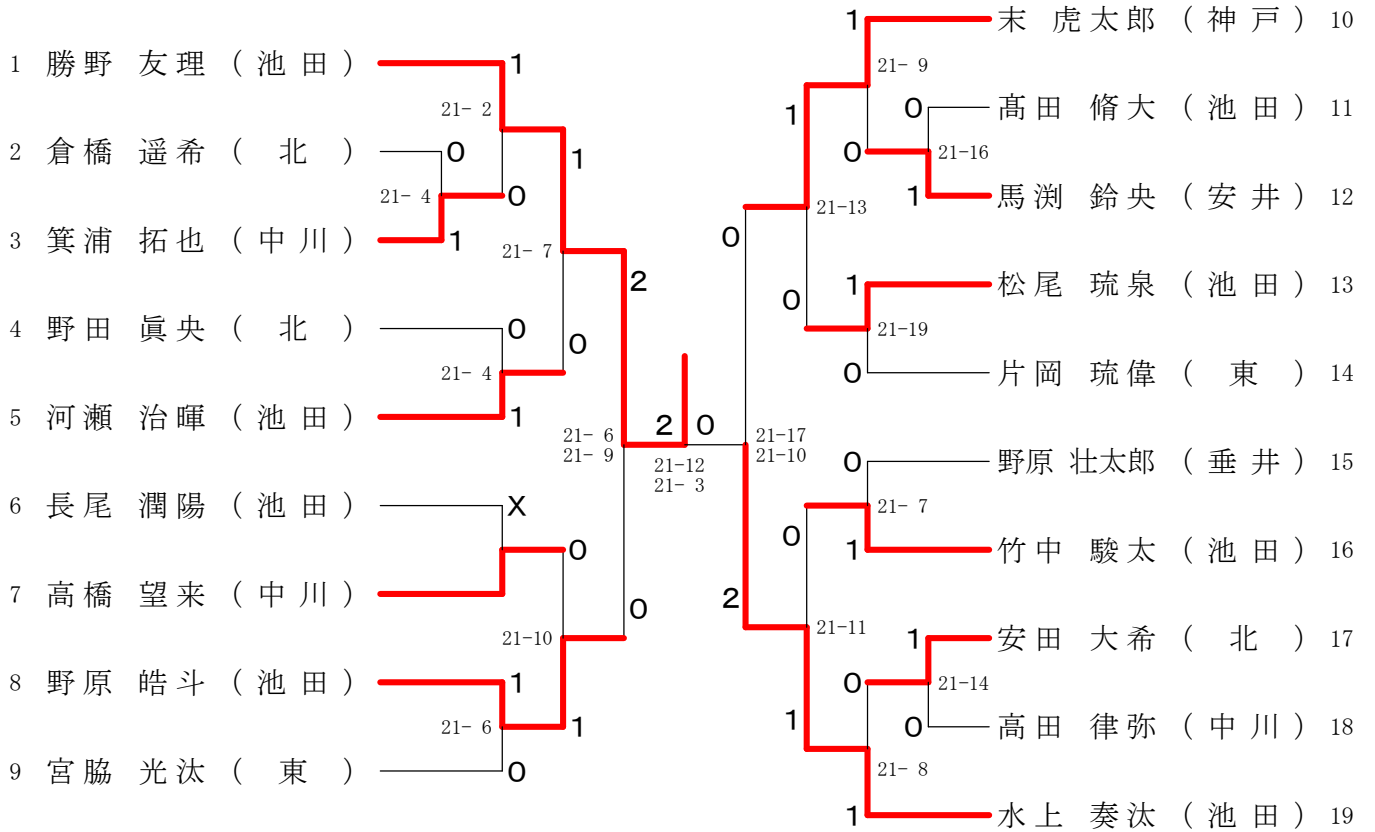 1 勝野 友理 （池田）
2 倉橋 遥希 （ 北 ）
3 箕浦 拓也 （中川）
4 野田 眞央 （ 北 ）
5 河瀬 治暉 （池田）
6 長尾 潤陽 （池田）
7 高橋 望来 （中川）
8 野原 皓斗 （池田）
9 宮脇 光汰 （ 東 ）
1
21- 2
0
21- 4
0
1
1
21- 7
0
21- 4
1
0
2
21- 6
21- 9
X
0
21-10
0
1
21- 6
1
0
2
0
21-12
21- 3
1
21- 9
0
1
0
21-16
1
21-13
0
0
1
21-19
0
21-17
21-10
0
21- 7
1
0
2
21-11
1
0
21-14
0
1
21- 8
1
末 虎太郎 （神戸） 10
髙田 脩大 （池田） 11
馬渕 鈴央 （安井） 12
松尾 琉泉 （池田） 13
片岡 琉偉 （ 東 ） 14
野原 壮太郎 （垂井） 15
竹中 駿太 （池田） 16
安田 大希 （ 北 ） 17
高田 律弥 （中川） 18
水上 奏汰 （池田） 19